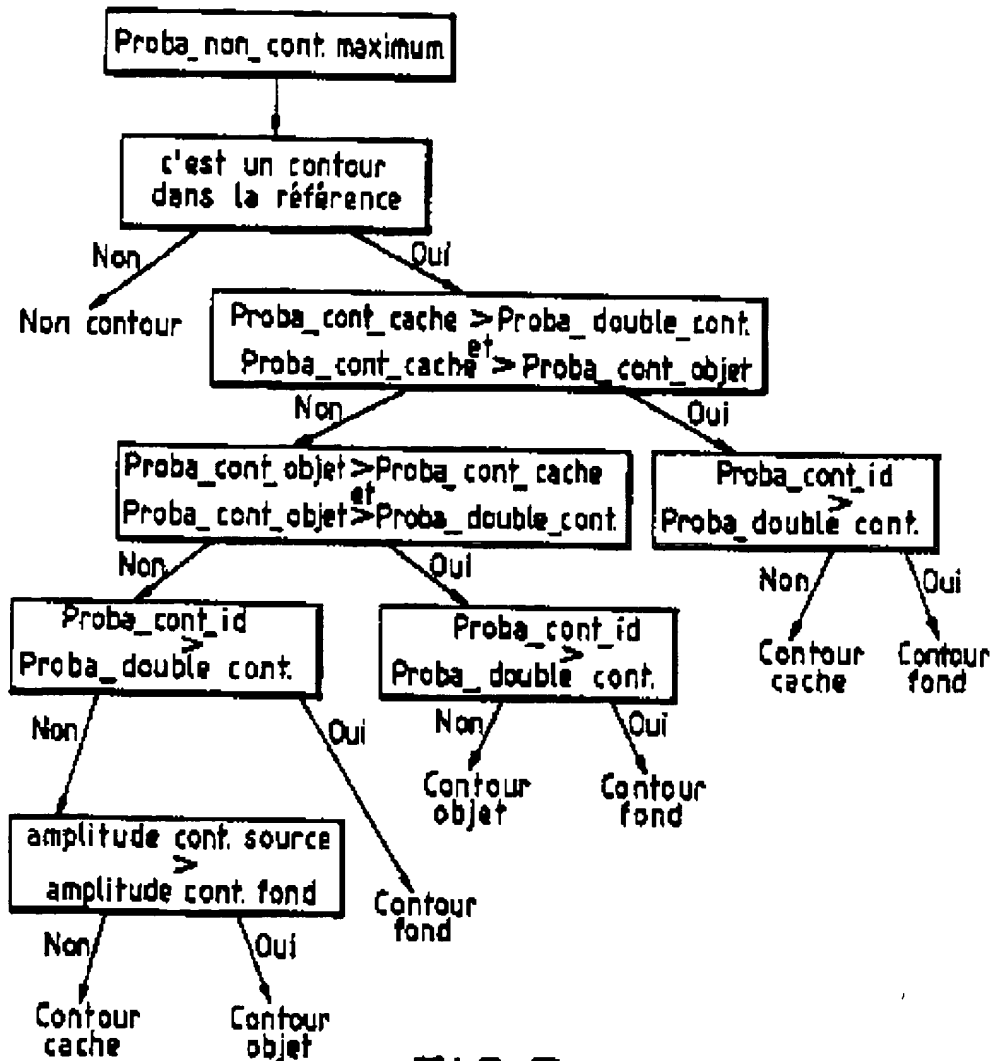 Proba_non_cont. maximum
c'est un contour
dans la référence
Non
Oui
Non contour
Proba_cont_cache > Proba_double_cont.
et
Proba_cont_cache > Proba_cont_objet
Non
Oui
Proba_cont_objet > Proba_cont_cache
et
Proba_cont_objet > Proba_double_cont.
Proba_cont_id
>
Proba_double cont.
Non
Oui
Non
Oui
Proba_cont_id
>
Proba_double cont.
Proba_cont_id
>
Proba_double cont.
Contour
cache
Contour
fond
Non
Oui
Non
Oui
Contour
objet
Contour
fond
amplitude cont. source
>
amplitude cont. fond
Contour
fond
Non
Oui
Contour
cache
Contour
objet